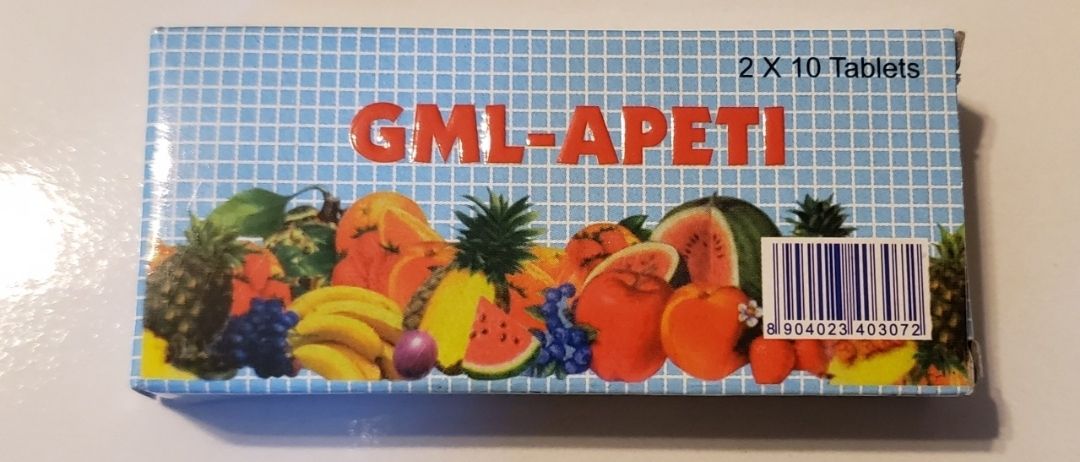 2 X 10 Tablets
GML-APETI
8 904023 403072